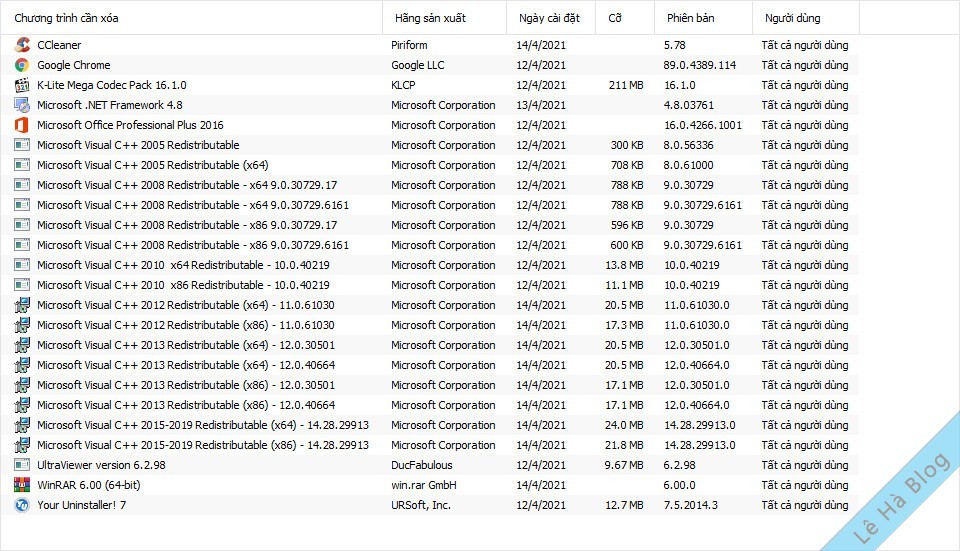 Chương trình cần xóa Hãng sản xuất Ngày cài đặt Cỡ Phiên bản Người dùng
CCleaner Piriform 14/4/2021 5.78 Tất cả người dùng
Google Chrome Google LLC 12/4/2021 89.0.4389.114 Tất cả người dùng
K-Lite Mega Codec Pack 16.1.0 KLCP 12/4/2021 211 MB 16.1.0 Tất cả người dùng
Microsoft .NET Framework 4.8 Microsoft Corporation 13/4/2021 4.8.03761 Tất cả người dùng
Microsoft Office Professional Plus 2016 Microsoft Corporation 12/4/2021 16.0.4266.1001 Tất cả người dùng
Microsoft Visual C++ 2005 Redistributable Microsoft Corporation 12/4/2021 300 KB 8.0.56336 Tất cả người dùng
Microsoft Visual C++ 2005 Redistributable (x64) Microsoft Corporation 12/4/2021 708 KB 8.0.61000 Tất cả người dùng
Microsoft Visual C++ 2008 Redistributable - x64 9.0.30729.17 Microsoft Corporation 12/4/2021 788 KB 9.0.30729 Tất cả người dùng
Microsoft Visual C++ 2008 Redistributable - x64 9.0.30729.6161 Microsoft Corporation 12/4/2021 788 KB 9.0.30729.6161 Tất cả người dùng
Microsoft Visual C++ 2008 Redistributable - x86 9.0.30729.17 Microsoft Corporation 12/4/2021 596 KB 9.0.30729 Tất cả người dùng
Microsoft Visual C++ 2008 Redistributable - x86 9.0.30729.6161 Microsoft Corporation 12/4/2021 600 KB 9.0.30729.6161 Tất cả người dùng
Microsoft Visual C++ 2010 x64 Redistributable - 10.0.40219 Microsoft Corporation 12/4/2021 13.8 MB 10.0.40219 Tất cả người dùng
Microsoft Visual C++ 2010 x86 Redistributable - 10.0.40219 Microsoft Corporation 12/4/2021 11.1 MB 10.0.40219 Tất cả người dùng
Microsoft Visual C++ 2012 Redistributable (x64) - 11.0.61030 Microsoft Corporation 14/4/2021 20.5 MB 11.0.61030.0 Tất cả người dùng
Microsoft Visual C++ 2012 Redistributable (x86) - 11.0.61030 Microsoft Corporation 14/4/2021 17.3 MB 11.0.61030.0 Tất cả người dùng
Microsoft Visual C++ 2013 Redistributable (x64) - 12.0.30501 Microsoft Corporation 14/4/2021 20.5 MB 12.0.30501.0 Tất cả người dùng
Microsoft Visual C++ 2013 Redistributable (x64) - 12.0.40664 Microsoft Corporation 14/4/2021 20.5 MB 12.0.40664.0 Tất cả người dùng
Microsoft Visual C++ 2013 Redistributable (x86) - 12.0.30501 Microsoft Corporation 14/4/2021 17.1 MB 12.0.30501.0 Tất cả người dùng
Microsoft Visual C++ 2013 Redistributable (x86) - 12.0.40664 Microsoft Corporation 14/4/2021 17.1 MB 12.0.40664.0 Tất cả người dùng
Microsoft Visual C++ 2015-2019 Redistributable (x64) - 14.28.29913 Microsoft Corporation 14/4/2021 24.0 MB 14.28.29913.0 Tất cả người dùng
Microsoft Visual C++ 2015-2019 Redistributable (x86) - 14.28.29913 Microsoft Corporation 14/4/2021 21.8 MB 14.28.29913.0 Tất cả người dùng
UltraViewer version 6.2.98 DucFabulous 12/4/2021 9.67 MB 6.2.98 Tất cả người dùng
WinRAR 6.00 (64-bit) win.rar GmbH 14/4/2021 6.00.0 Tất cả người dùng
Your Uninstaller! 7 URSoft, Inc. 12/4/2021 12.7 MB 7.5.2014.3 Tất cả người dùng
Lê Hà Blog